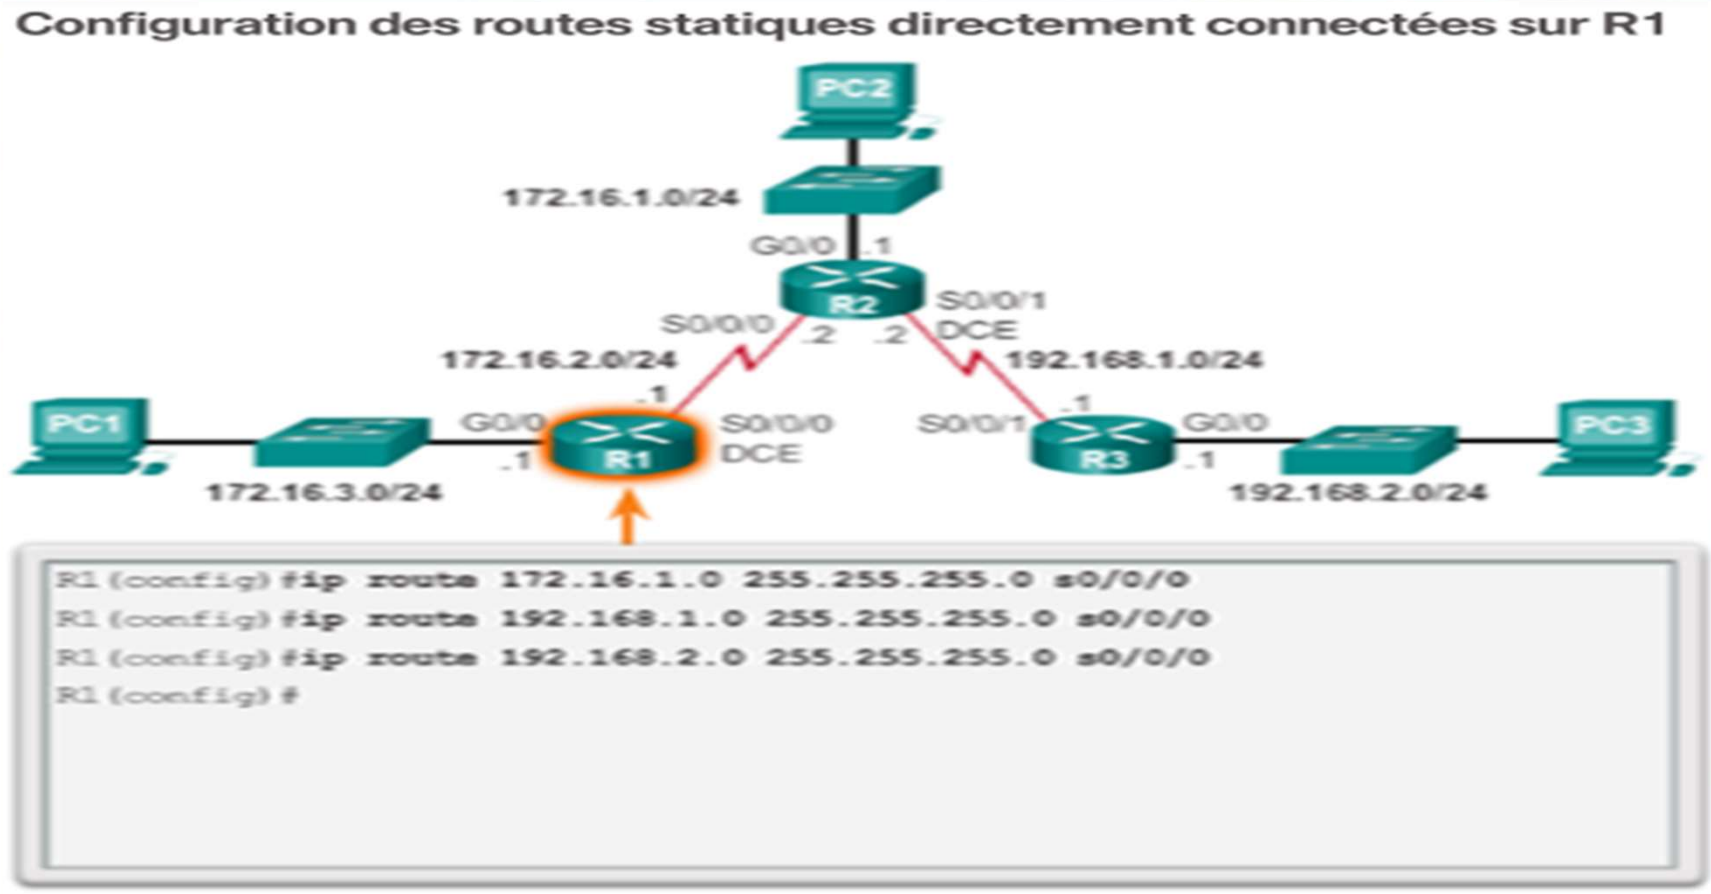 Configuration des routes statiques directement connectées sur R1
PC2
172.16.1.0/24
G0/0 .1
R2
S0/0/1
DCE
S0/0/0
.2 .2
172.16.2.0/24
192.168.1.0/24
.1
.1
PC1
G0/0
S0/0/0
DCE
S0/0/1
G0/0
PC3
.1
R1
R3
.1
172.16.3.0/24
192.168.2.0/24
R1(config)#ip route 172.16.1.0 255.255.255.0 s0/0/0
R1(config)#ip route 192.168.1.0 255.255.255.0 s0/0/0
R1(config)#ip route 192.168.2.0 255.255.255.0 s0/0/0
R1(config)#